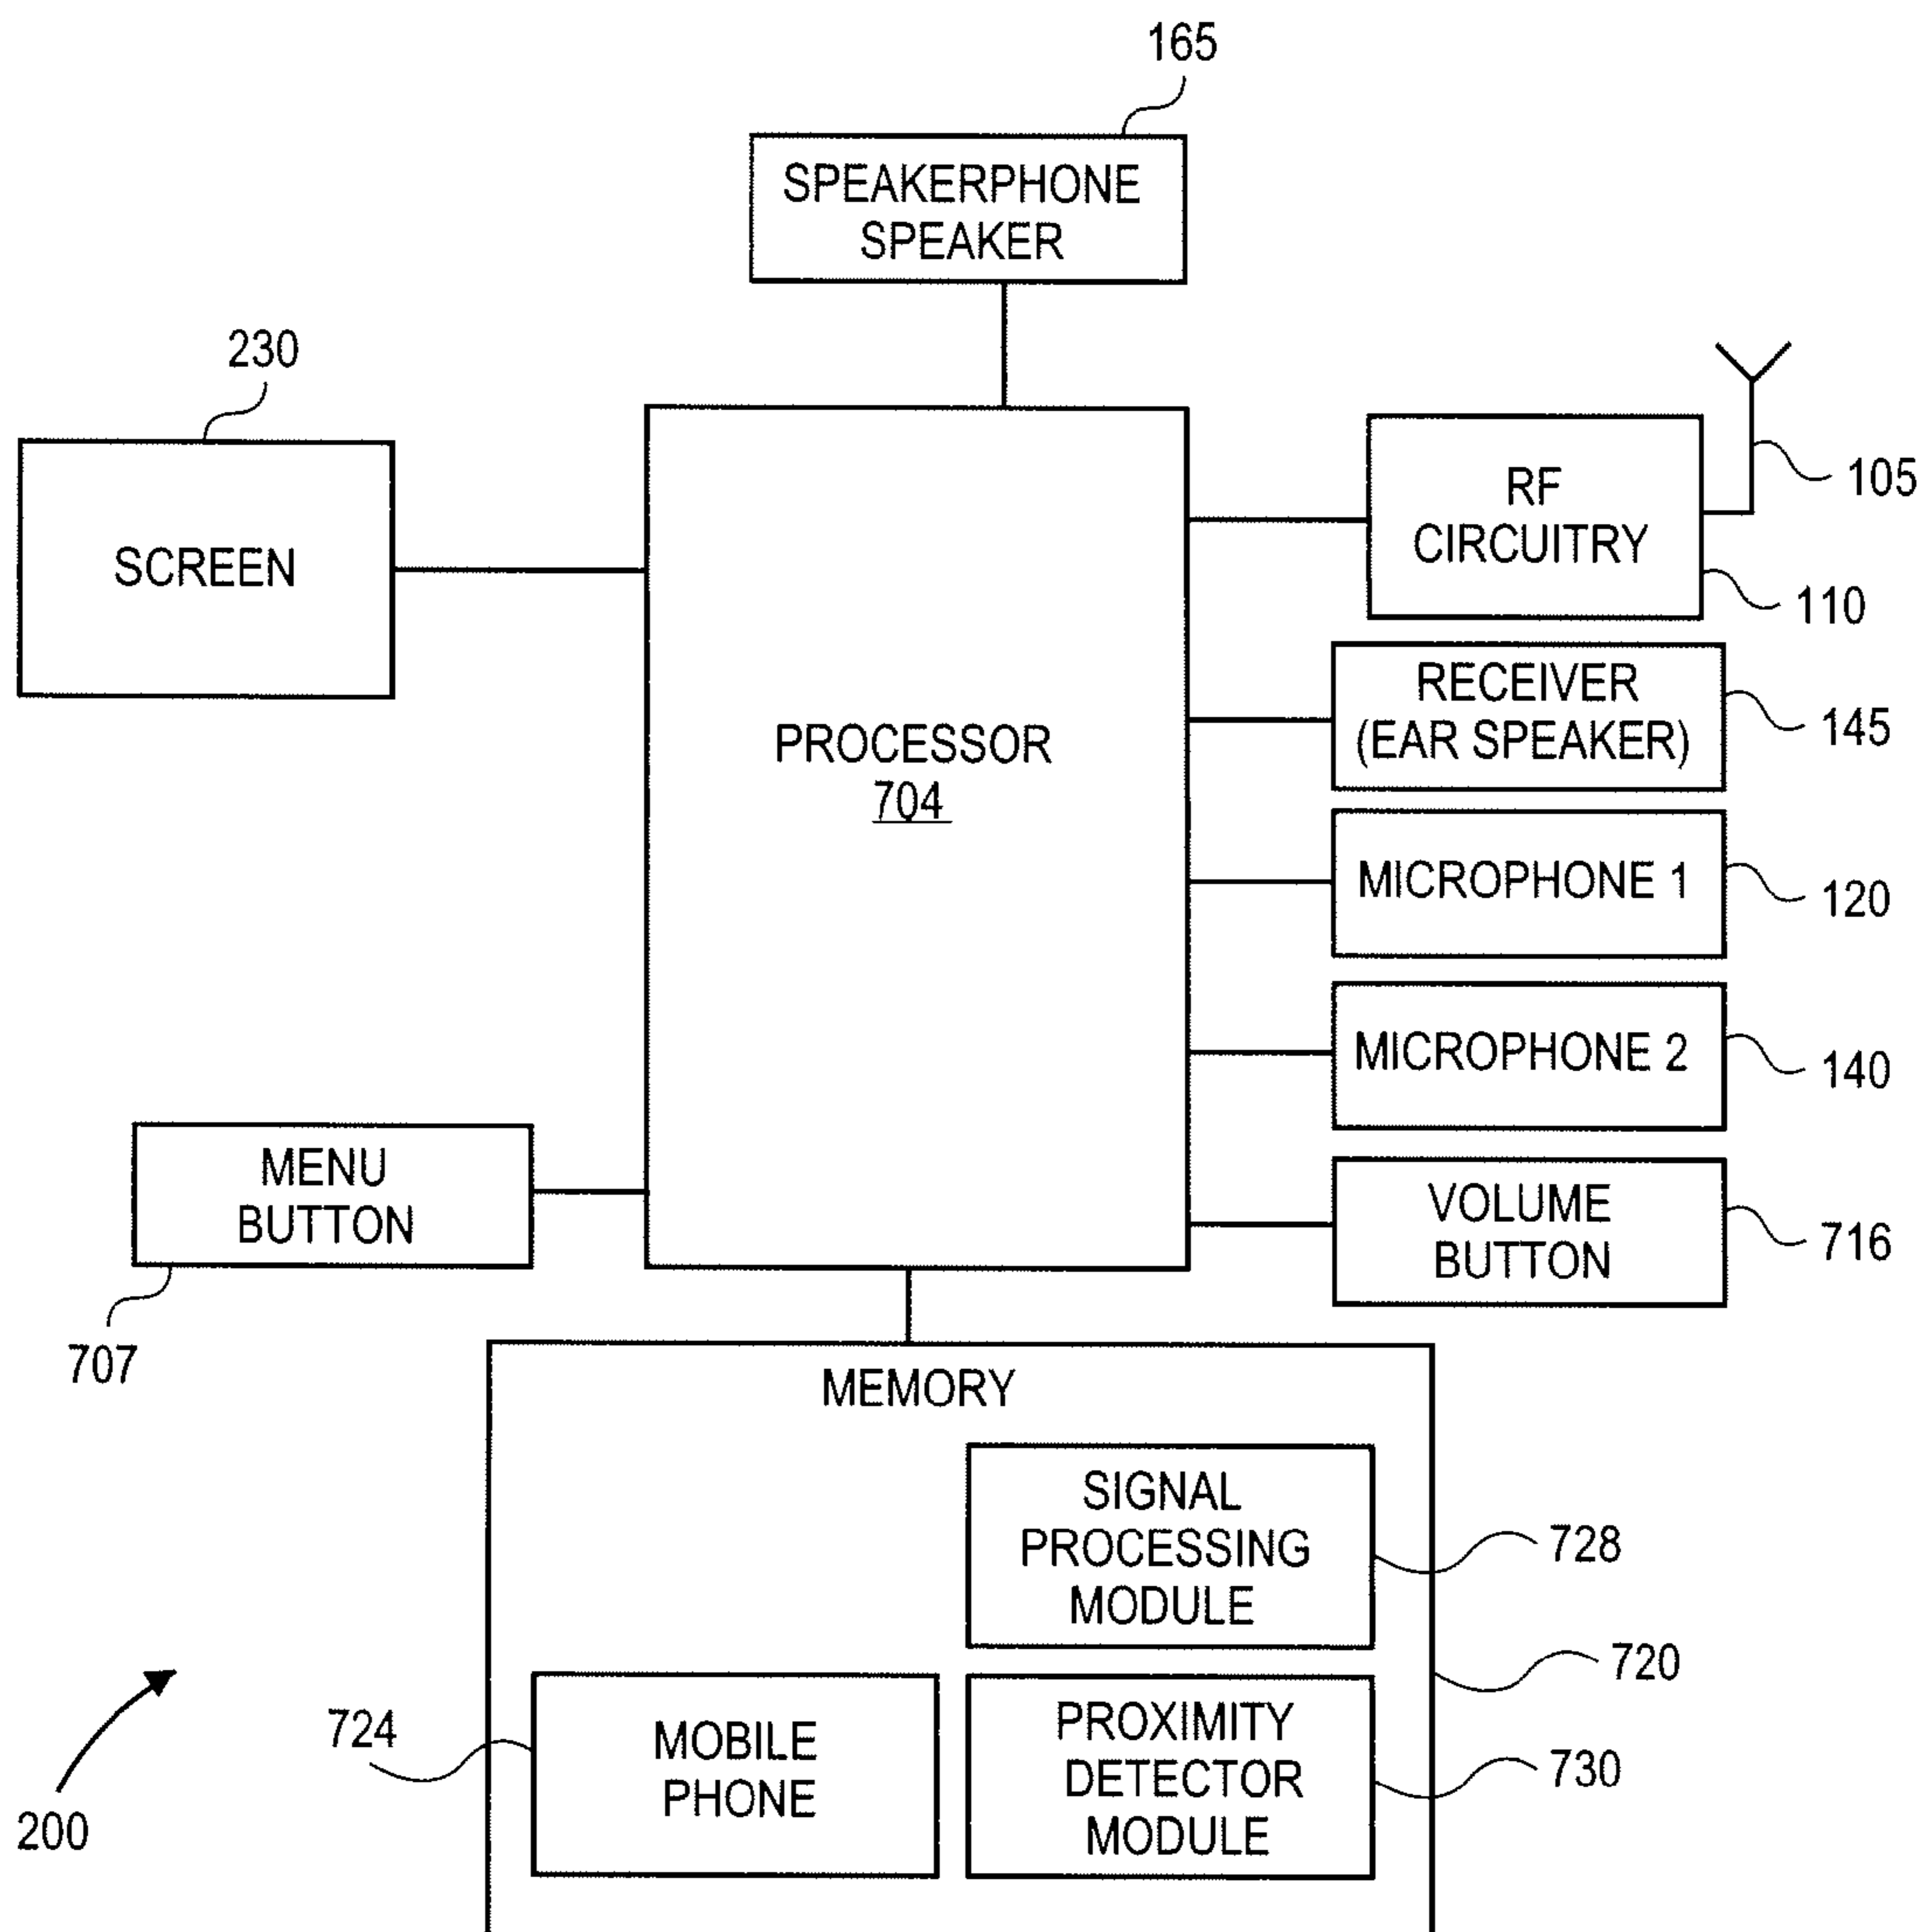 165
SPEAKERPHONE
SPEAKER
230
SCREEN
105
RF
CIRCUITRY
110
RECEIVER
(EAR SPEAKER)
145
PROCESSOR
704
MICROPHONE 1
120
MICROPHONE 2
140
MENU
BUTTON
707
VOLUME
BUTTON
716
MEMORY
SIGNAL
PROCESSING
MODULE
728
720
724
MOBILE
PHONE
PROXIMITY
DETECTOR
MODULE
730
200